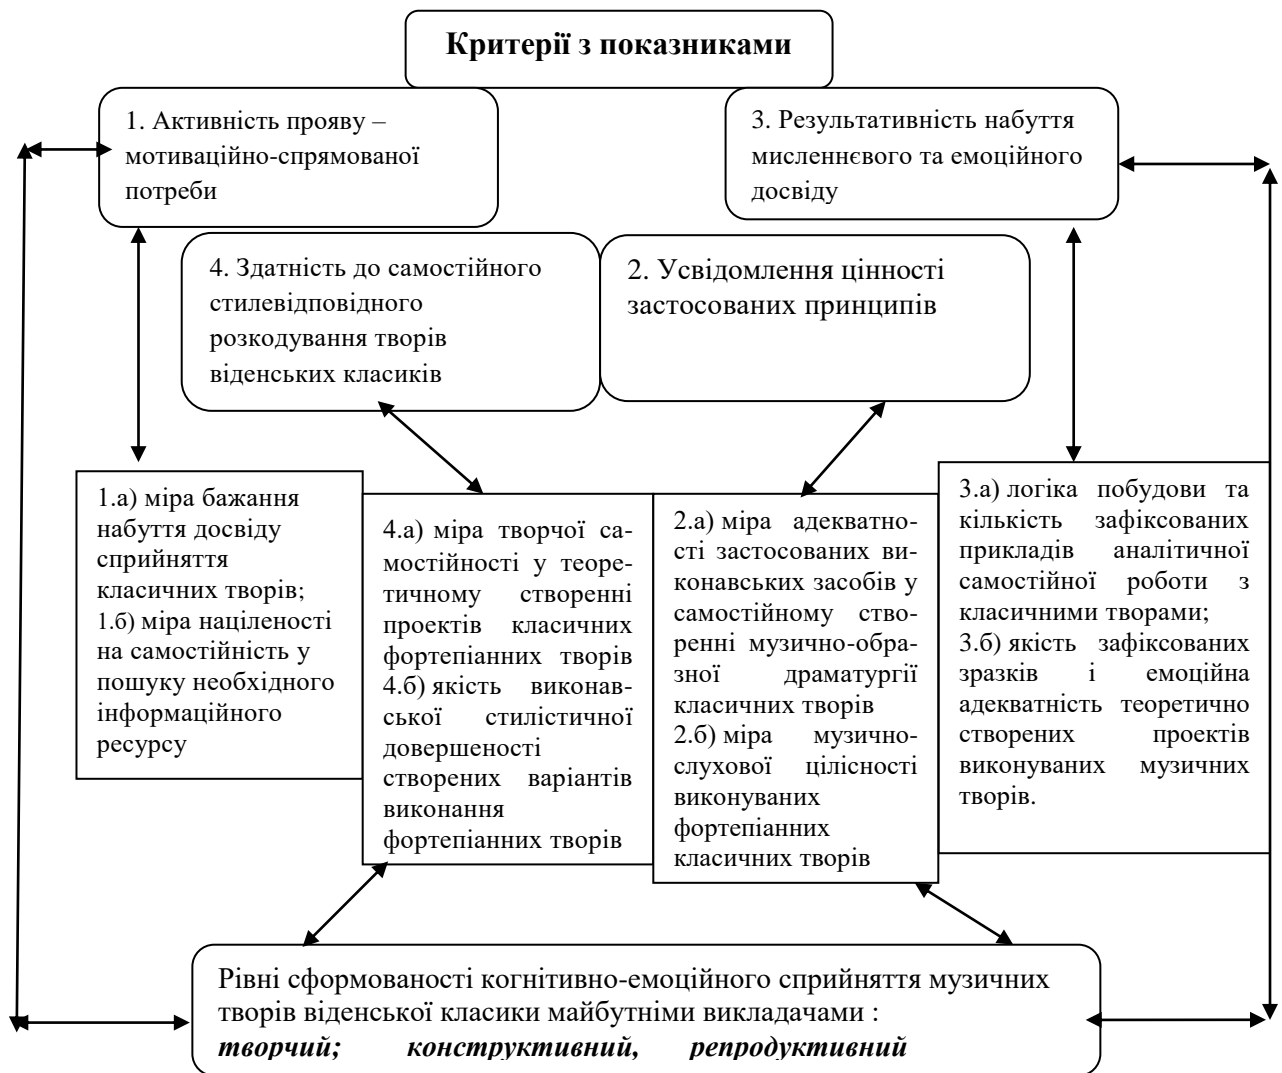 Критерії з показниками
1. Активність прояву –
мотиваційно-спрямованої
потреби
3. Результативність набуття
мисленнєвого та емоційного
досвіду
4. Здатність до самостійного
стилевідповідного
розкодування творів
віденських класиків
2. Усвідомлення цінності
застосованих принципів
1.а) міра бажання
набуття досвіду
сприйняття
класичних творів;
1.б) міра націленості
на самостійність у
пошуку необхідного
інформаційного
ресурсу
4.а) міра творчої са-
мостійності у теоре-
тичному створенні
проектів класичних
фортепіанних творів
4.б) якість виконав-
ської стилістичної
довершеності
створених варіантів
виконання
фортепіанних творів
2.а) міра адекватно-
сті застосованих ви-
конавських засобів у
самостійному ство-
ренні музично-обра-
зної драматургії
класичних творів
2.б) міра музично-
слухової цілісності
виконуваних
фортепіанних
класичних творів
3.а) логіка побудови та
кількість зафіксованих
прикладів аналітичної
самостійної роботи з
класичними творами;
3.б) якість зафіксованих
зразків і емоційна
адекватність теоретично
створених проектів
виконуваних музичних
творів.
Рівні сформованості когнітивно-емоційного сприйняття музичних
творів віденської класики майбутніми викладачами :
творчий; конструктивний, репродуктивний